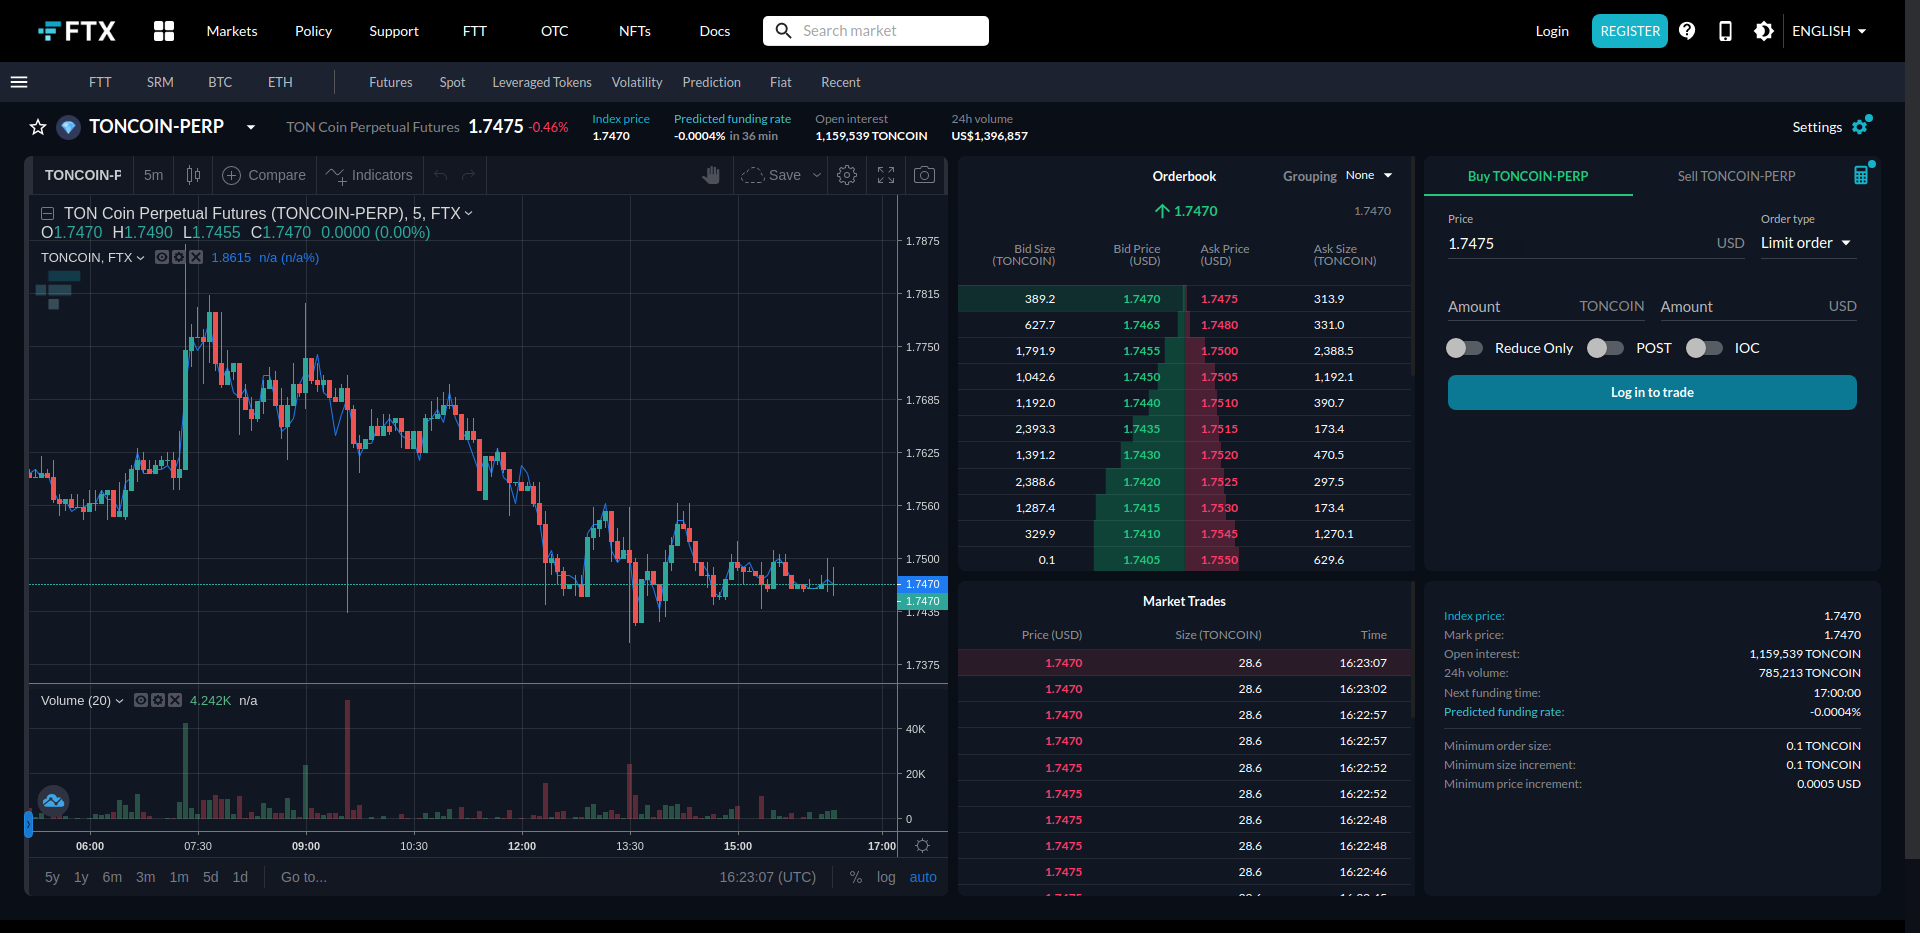 FTX Markets Policy Support FTT OTC NFTs Docs Search market Login REGISTER ENGLISH
FTT SRM BTC ETH Futures Spot Leveraged Tokens Volatility Prediction Fiat Recent
TONCOIN-PERP TON Coin Perpetual Futures 1.7475 -0.46%
Index price Predicted funding rate Open interest 24h volume
1.7470 -0.0004% in 36 min 1,159,539 TONCOIN US$1,396,857
Settings
TONCOIN-P 5m Compare Indicators Save
TON Coin Perpetual Futures (TONCOIN-PERP), 5, FTX
O1.7470 H1.7490 L1.7455 C1.7470 0.0000 (0.00%)
TONCOIN, FTX 1.8615 n/a (n/a%)
1.7875
1.7815
1.7750
1.7685
1.7625
1.7560
1.7500
1.7470
1.7470
1.7435
1.7375
Volume (20) 4.242K n/a
40K
20K
0
06:00 07:30 09:00 10:30 12:00 13:30 15:00 17:00
5y 1y 6m 3m 1m 5d 1d Go to... 16:23:07 (UTC) % log auto
Orderbook Grouping None
1.7470 1.7470
Bid Size Bid Price Ask Price Ask Size
(TONCOIN) (USD) (USD) (TONCOIN)
389.2 1.7470 1.7475 313.9
627.7 1.7465 1.7480 331.0
1,791.9 1.7455 1.7500 2,388.5
1,042.6 1.7450 1.7505 1,192.1
1,192.0 1.7440 1.7510 390.7
2,393.3 1.7435 1.7515 173.4
1,391.2 1.7430 1.7520 470.5
2,388.6 1.7420 1.7525 297.5
1,287.4 1.7415 1.7530 173.4
329.9 1.7410 1.7545 1,270.1
0.1 1.7405 1.7550 629.6
Market Trades
Price (USD) Size (TONCOIN) Time
1.7470 28.6 16:23:07
1.7470 28.6 16:23:02
1.7470 28.6 16:22:57
1.7470 28.6 16:22:57
1.7475 28.6 16:22:52
1.7475 28.6 16:22:52
1.7475 28.6 16:22:48
1.7475 28.6 16:22:48
1.7475 28.6 16:22:46
Buy TONCOIN-PERP Sell TONCOIN-PERP
Price Order type
1.7475 USD Limit order
Amount TONCOIN Amount USD
Reduce Only POST IOC
Log in to trade
Index price: 1.7470
Mark price: 1.7470
Open interest: 1,159,539 TONCOIN
24h volume: 785,213 TONCOIN
Next funding time: 17:00:00
Predicted funding rate: -0.0004%
Minimum order size: 0.1 TONCOIN
Minimum size increment: 0.1 TONCOIN
Minimum price increment: 0.0005 USD